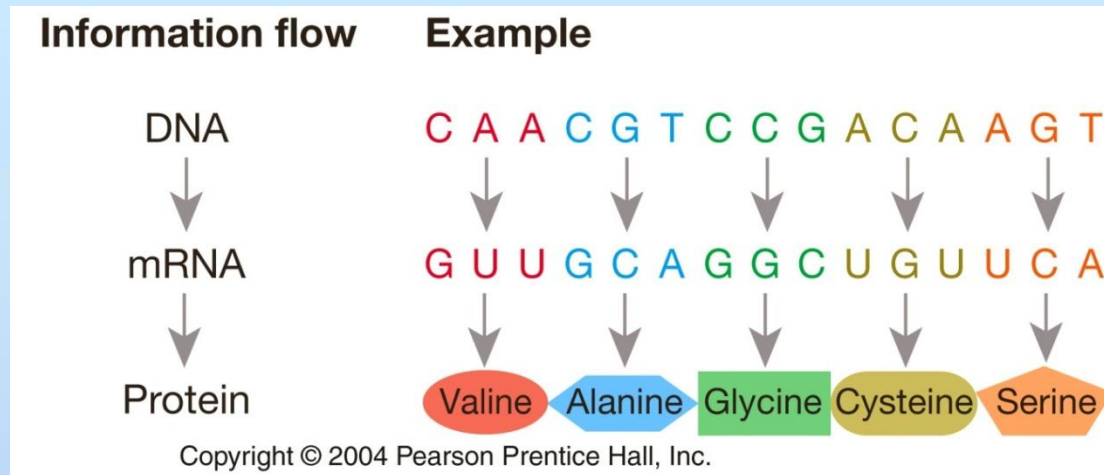 Information flow Example
DNA C A A C G T C C G A C A A G T
mRNA G U U G C A G G C U G U U C A
Protein Valine Alanine Glycine Cysteine Serine
Copyright © 2004 Pearson Prentice Hall, Inc.